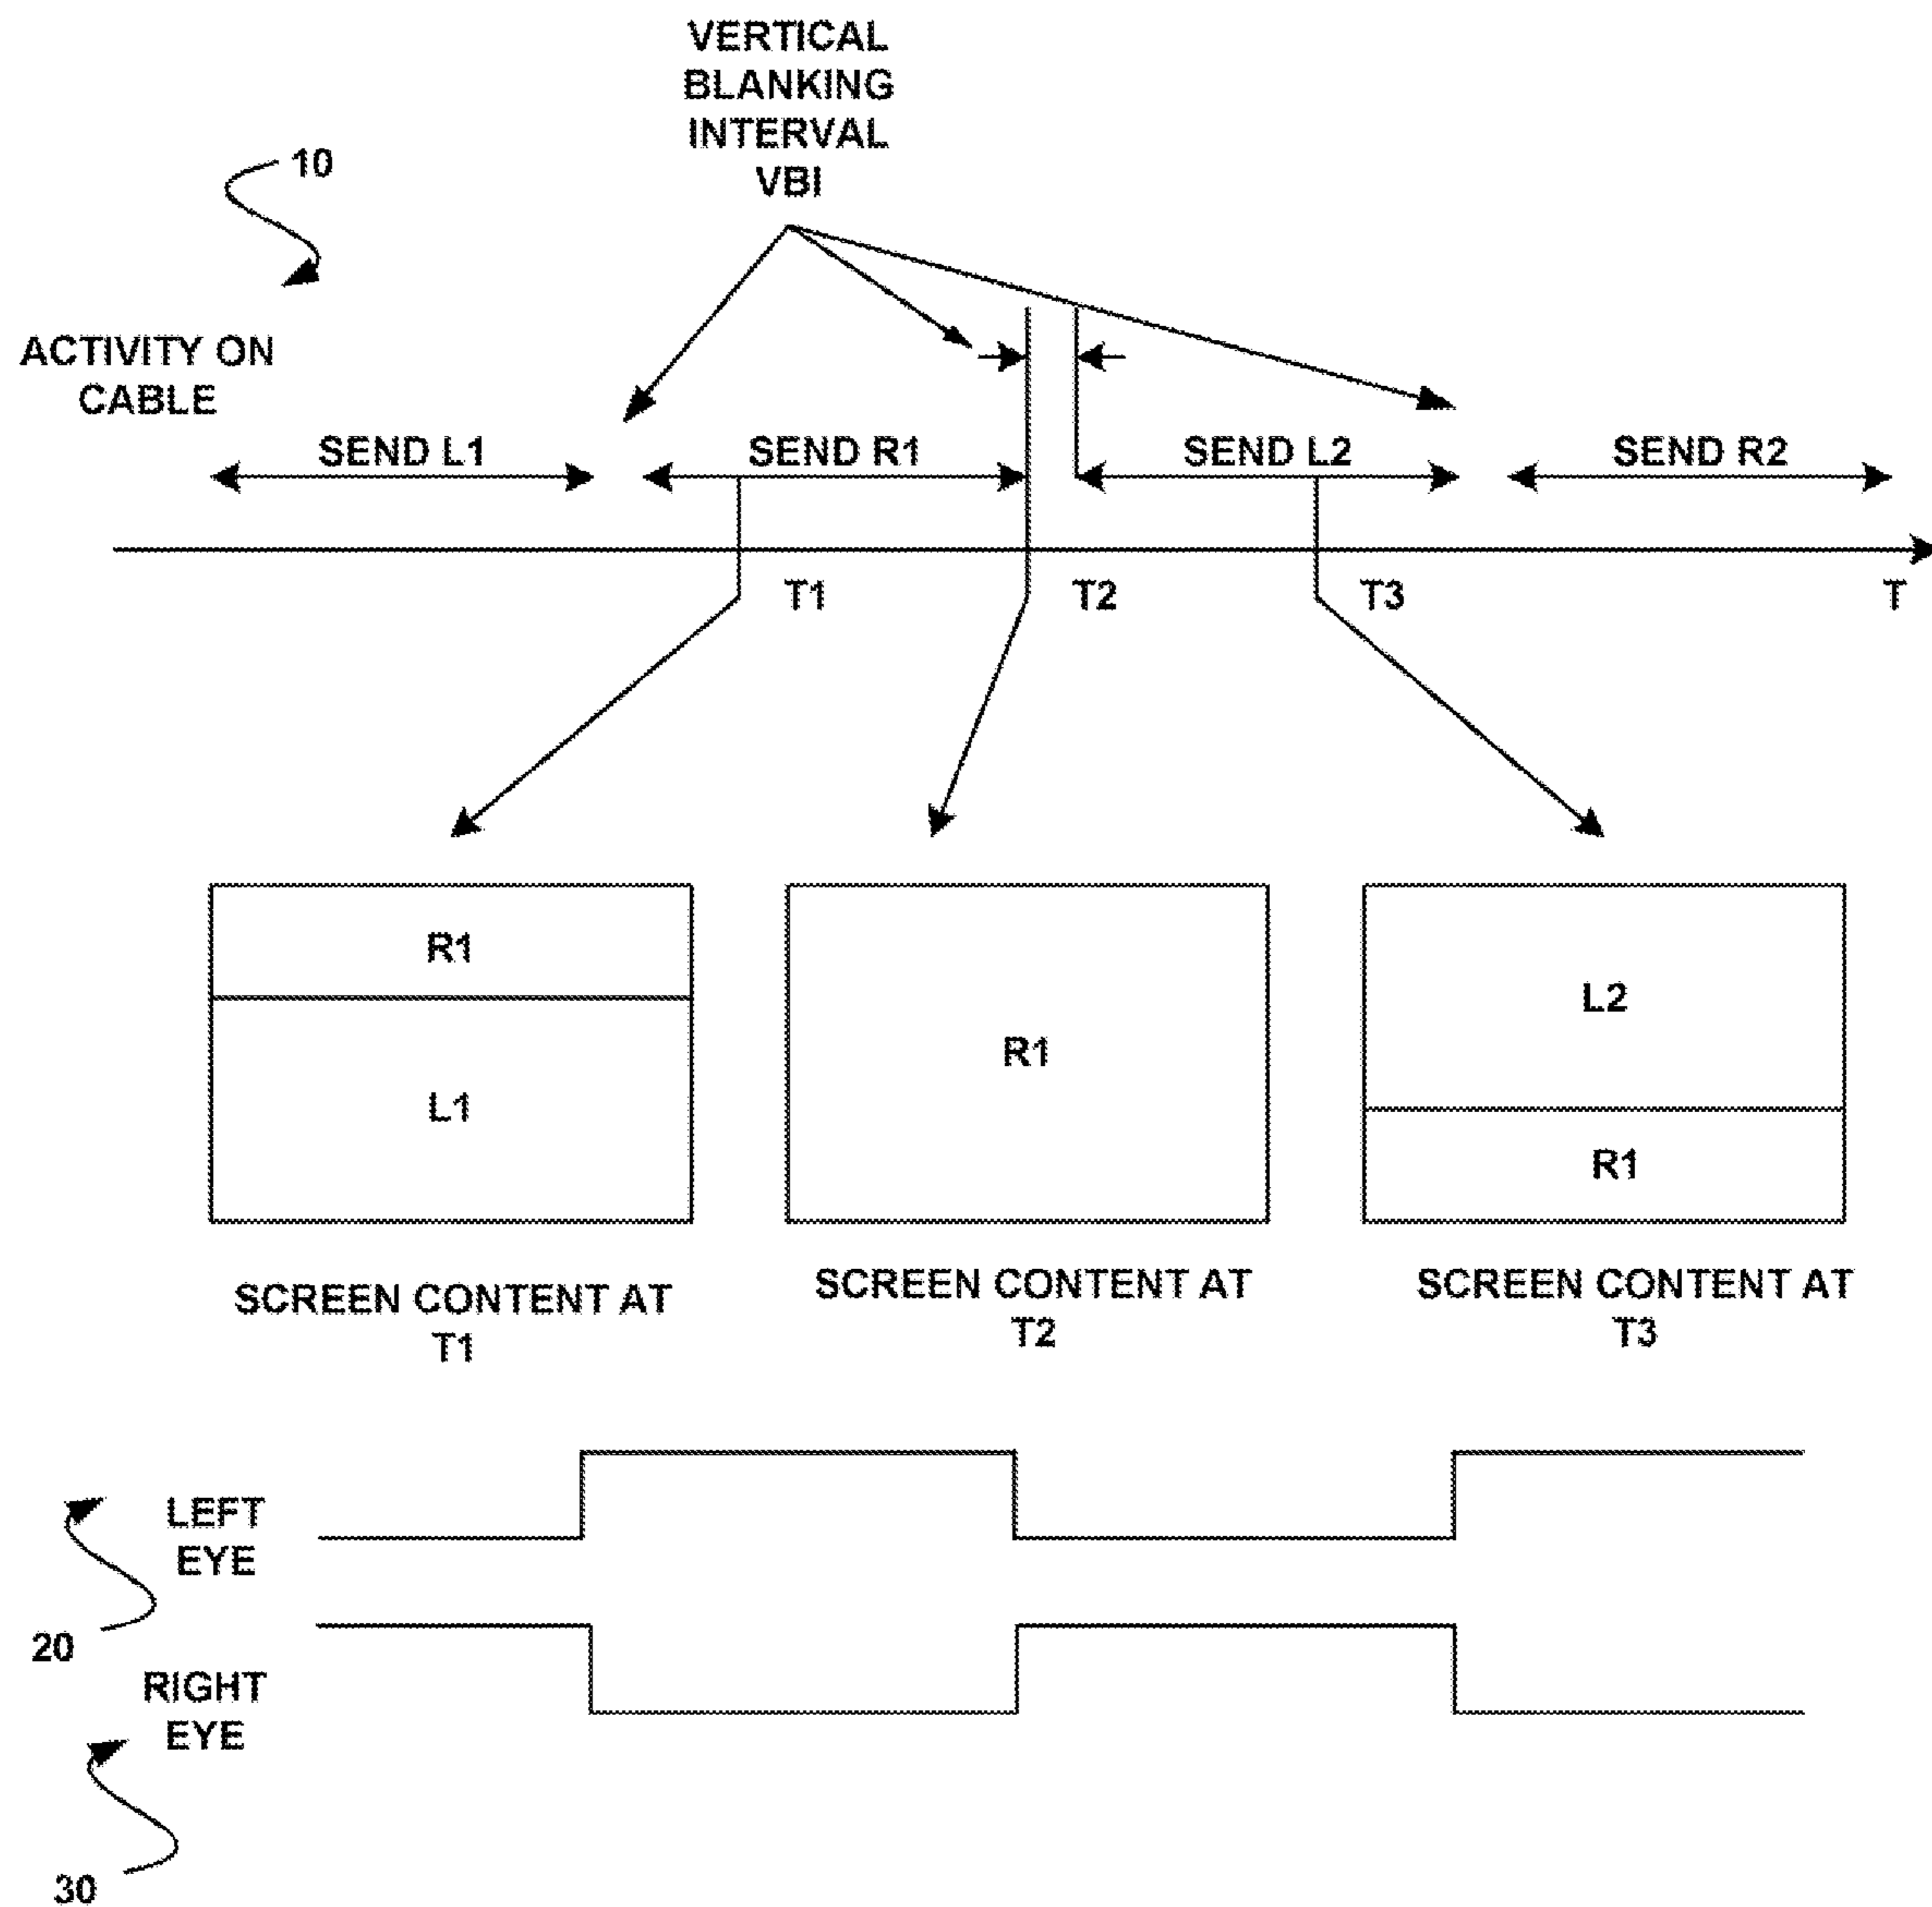 VERTICAL
BLANKING
INTERVAL
VBI
10
ACTIVITY ON
CABLE
SEND L1
SEND R1
SEND L2
SEND R2
T1
T2
T3
T
R1
L1
R1
L2
R1
SCREEN CONTENT AT
T1
SCREEN CONTENT AT
T2
SCREEN CONTENT AT
T3
LEFT
EYE
20
RIGHT
EYE
30